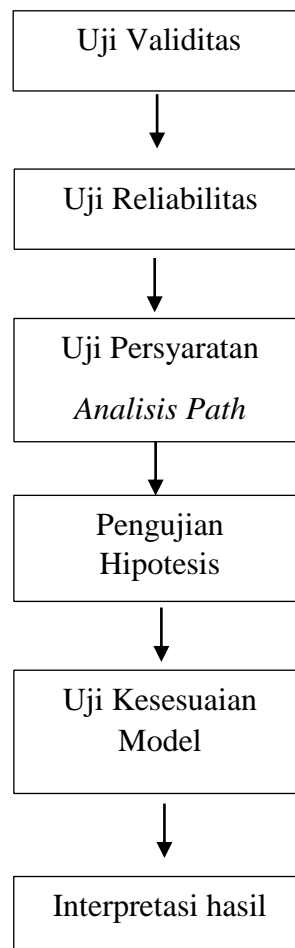 Uji Validitas
Uji Reliabilitas
Uji Persyaratan
Analisis Path
Pengujian
Hipotesis
Uji Kesesuaian
Model
Interpretasi hasil